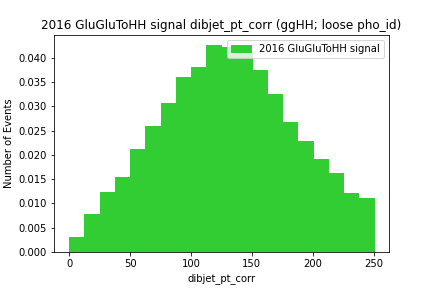 2016 GluGluToHH signal dibjet_pt_corr (ggHH; loose pho_id)
2016 GluGluToHH signal
Number of Events
0.040
0.035
0.030
0.025
0.020
0.015
0.010
0.005
0.000
0 50 100 150 200 250
dibjet_pt_corr